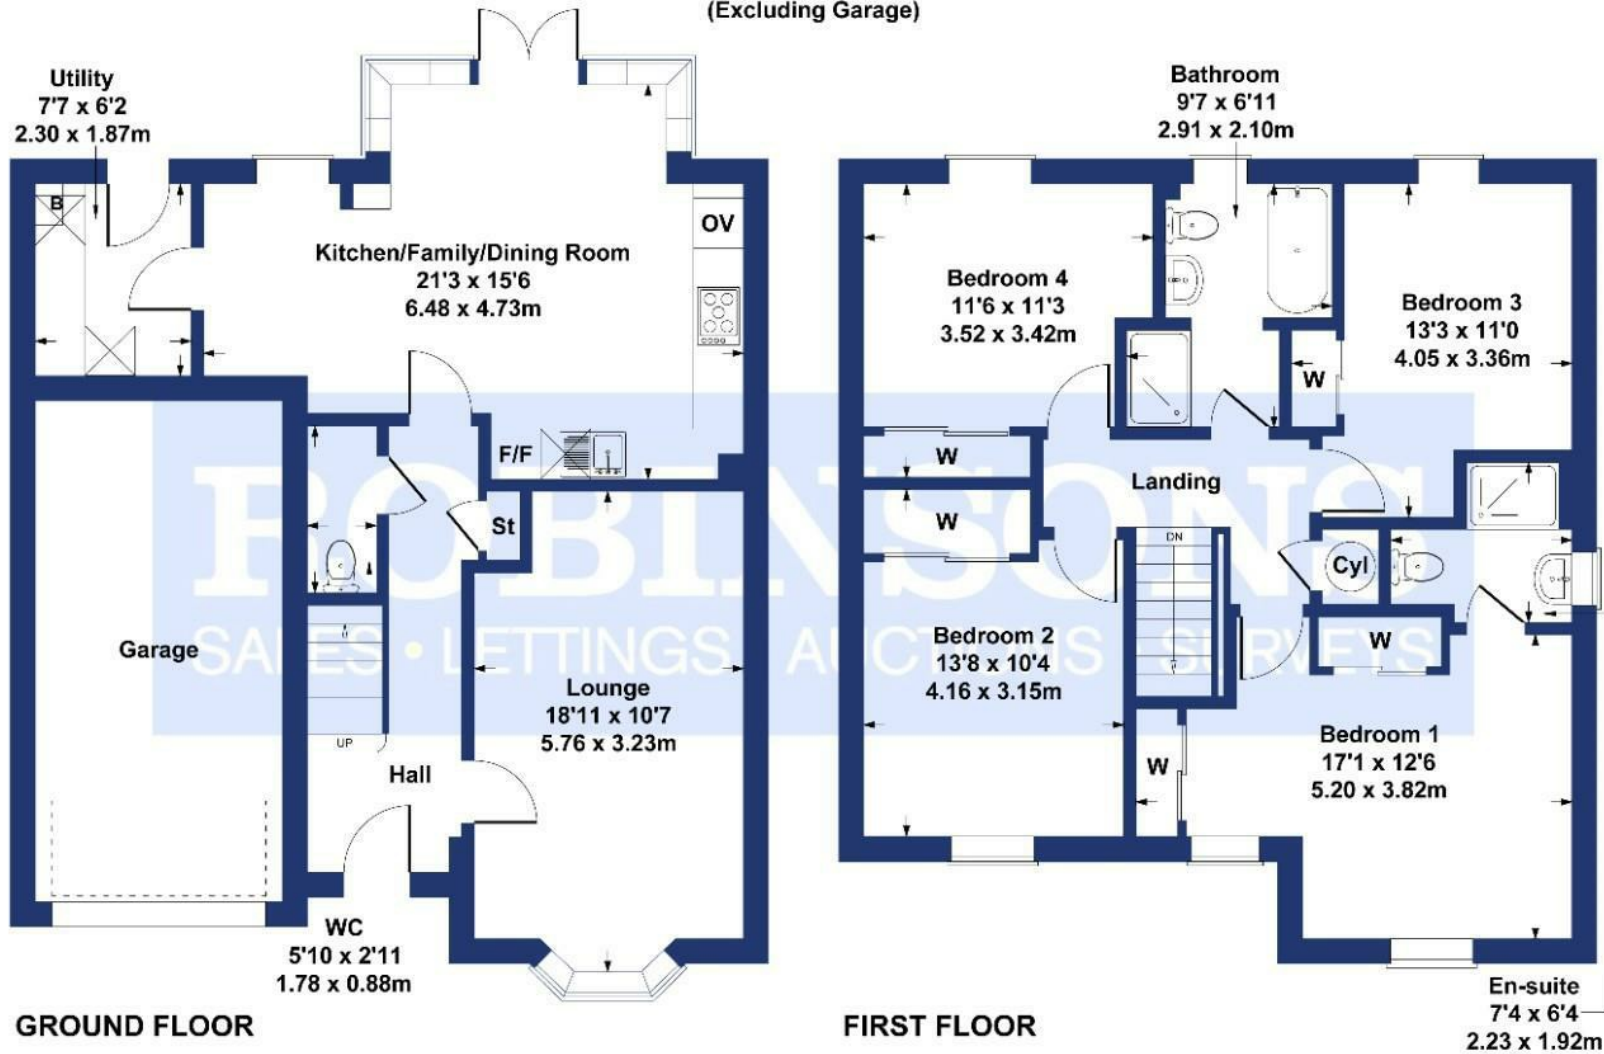 (Excluding Garage)
Utility
7'7 x 6'2
2.30 x 1.87m
B
Kitchen/Family/Dining Room
21'3 x 15'6
6.48 x 4.73m
OV
F/F
St
Garage
UP
Hall
Lounge
18'11 x 10'7
5.76 x 3.23m
WC
5'10 x 2'11
1.78 x 0.88m
GROUND FLOOR
Bathroom
9'7 x 6'11
2.91 x 2.10m
Bedroom 4
11'6 x 11'3
3.52 x 3.42m
Bedroom 3
13'3 x 11'0
4.05 x 3.36m
W
W
W
Landing
DN
Cyl
Bedroom 2
13'8 x 10'4
4.16 x 3.15m
W
Bedroom 1
17'1 x 12'6
5.20 x 3.82m
W
En-suite
7'4 x 6'4
2.23 x 1.92m
FIRST FLOOR
ROBINSONS
SALES • LETTINGS • AUCTIONS • SURVEYS